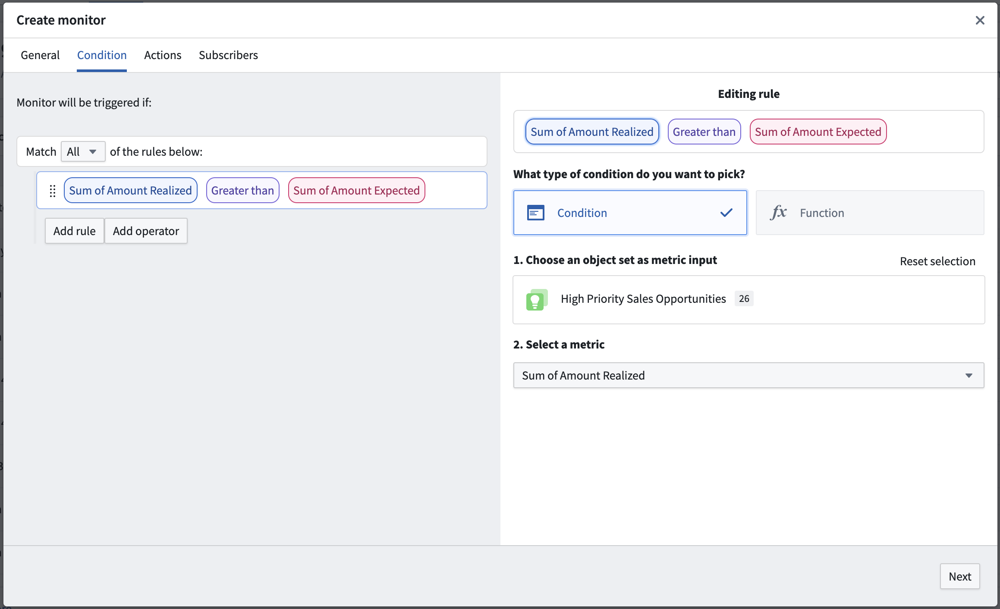 Create monitor
General Condition Actions Subscribers
Monitor will be triggered if:
Match All of the rules below:
Sum of Amount Realized Greater than Sum of Amount Expected
Add rule Add operator
Editing rule
Sum of Amount Realized Greater than Sum of Amount Expected
What type of condition do you want to pick?
Condition
fx Function
1. Choose an object set as metric input
Reset selection
High Priority Sales Opportunities 26
2. Select a metric
Sum of Amount Realized
Next